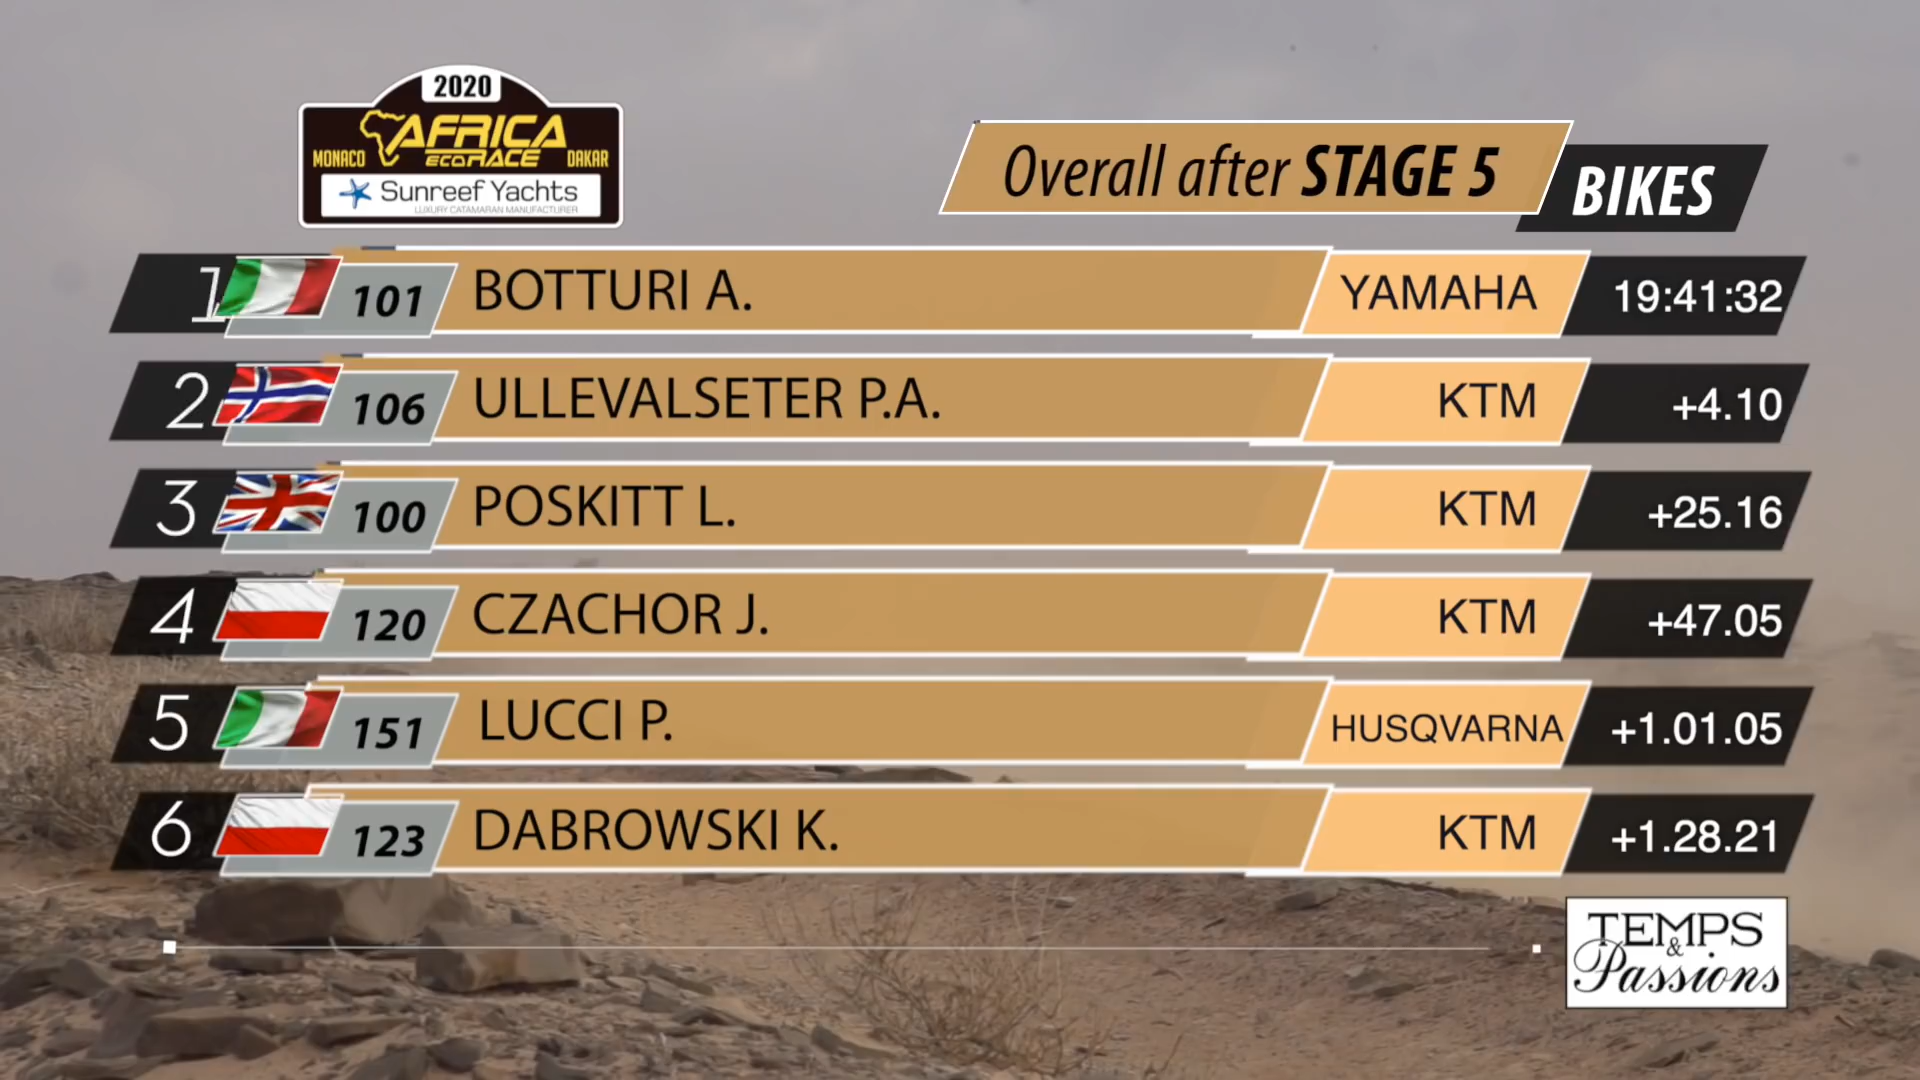 2020
AFRICA
MONACO ECORACE DAKAR
Sunreef Yachts
LUXURY CATAMARAN MANUFACTURER
Overall after STAGE 5
BIKES
1 101 BOTTURI A. YAMAHA 19:41:32
2 106 ULLEVALSETER P.A. KTM +4.10
3 100 POSKITT L. KTM +25.16
4 120 CZACHOR J. KTM +47.05
5 151 LUCCI P. HUSQVARNA +1.01.05
6 123 DABROWSKI K. KTM +1.28.21
TEMPS
&
Passions